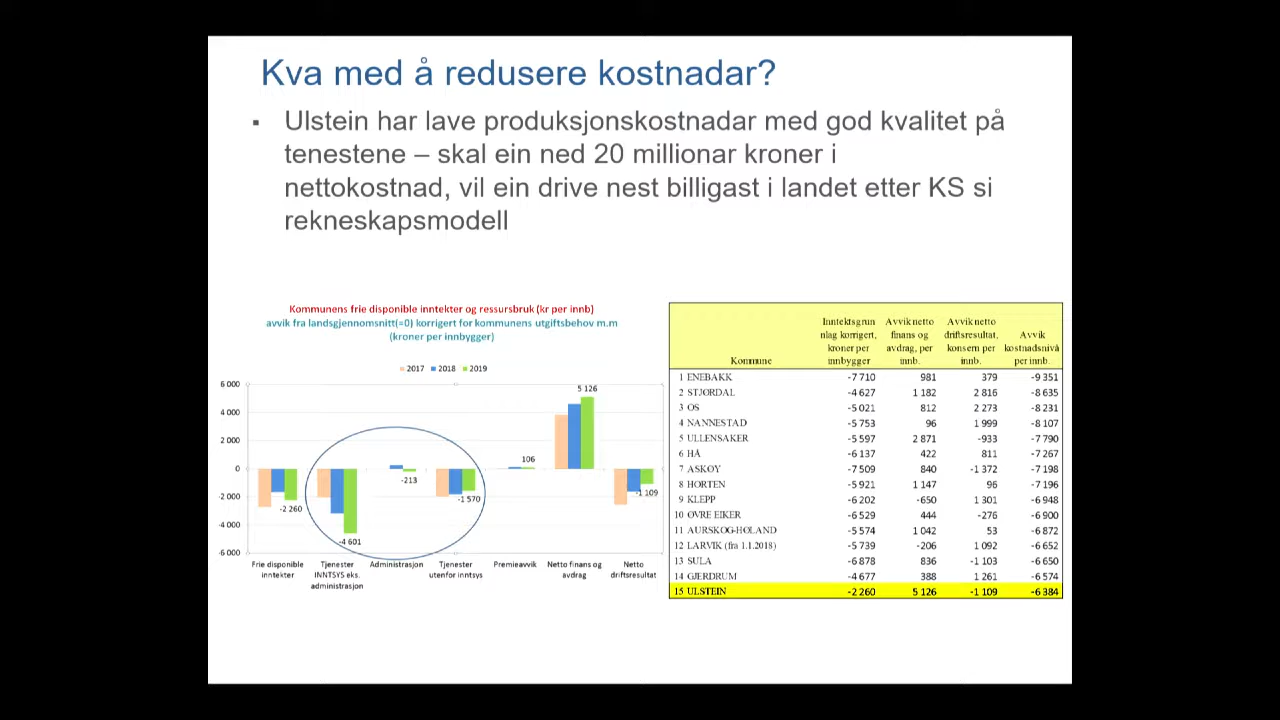 Kva med å redusere kostnadar?
▪ Ulstein har lave produksjonskostnadar med god kvalitet på
tenestene – skal ein ned 20 millionar kroner i
nettokostnad, vil ein drive nest billigast i landet etter KS si
rekneskapsmodell
Kommunens frie disponible inntekter og ressursbruk (kr per innb)
avvik fra landsgjennomsnitt(=0) korrigert for kommunens utgiftsbehov m.m
(kroner per innbygger)
2017 2018 2019
6 000
4 000
2 000
0
-2 000
-4 000
-6 000
-2 260
-4 601
-213
-1 570
106
5 126
-1 109
Frie disponible
inntekter
Tjenester
INNTSYS eks.
administrasjon
Administrasjon
Tjenester
utenfor inntsys
Premieavvik
Netto finans og
avdrag
Netto
driftsresultat
Kommune
Inntektsgrun
nlag korrigert,
kroner per
innbygger
Avvik netto
finans og
avdrag, per
innb.
Avvik netto
driftsresultat,
konsern per
innb.
Avvik
kostnadsnivå
per innb.
1 ENEBAKK -7 710 981 379 -9 351
2 STJØRDAL -4 627 1 182 2 816 -8 635
3 OS -5 021 812 2 273 -8 231
4 NANNESTAD -5 753 96 1 999 -8 107
5 ULLENSAKER -5 597 2 871 -933 -7 790
6 HÅ -6 137 422 811 -7 267
7 ASKØY -7 509 840 -1 372 -7 198
8 HORTEN -5 921 1 147 96 -7 196
9 KLEPP -6 202 -650 1 301 -6 948
10 ØVRE EIKER -6 529 444 -276 -6 900
11 AURSKOG-HØLAND -5 574 1 042 53 -6 872
12 LARVIK (fra 1.1.2018) -5 739 -206 1 092 -6 652
13 SULA -6 878 836 -1 103 -6 650
14 GJERDRUM -4 677 388 1 261 -6 574
15 ULSTEIN -2 260 5 126 -1 109 -6 384